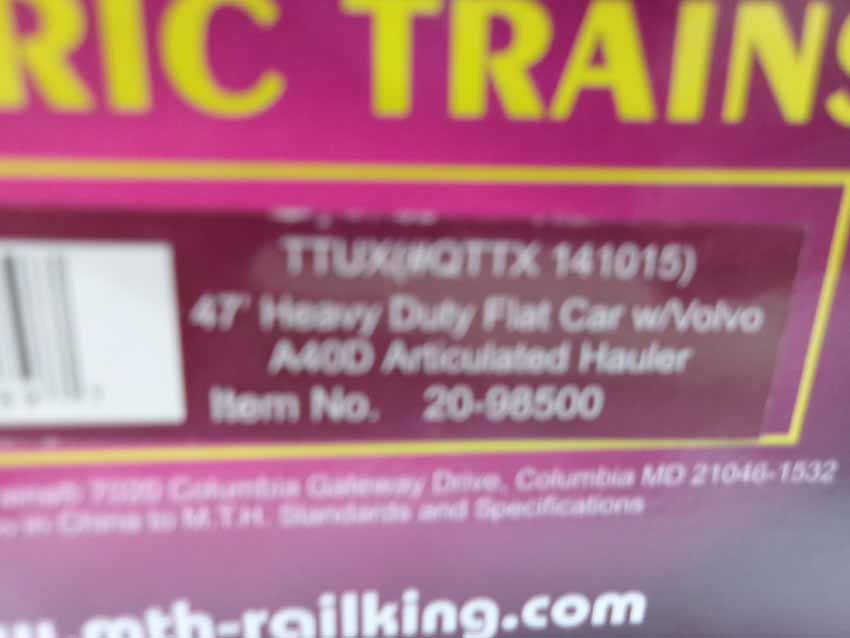 RIC TRAINS
TTUX(#QTTX 141015)
47' Heavy Duty Flat Car w/Volvo
A40D Articulated Hauler
Item No. 20-98500
7020 Columbia Gateway Drive, Columbia MD 21046-1532
in China to M.T.H. Standards and Specifications
.mth-railking.com